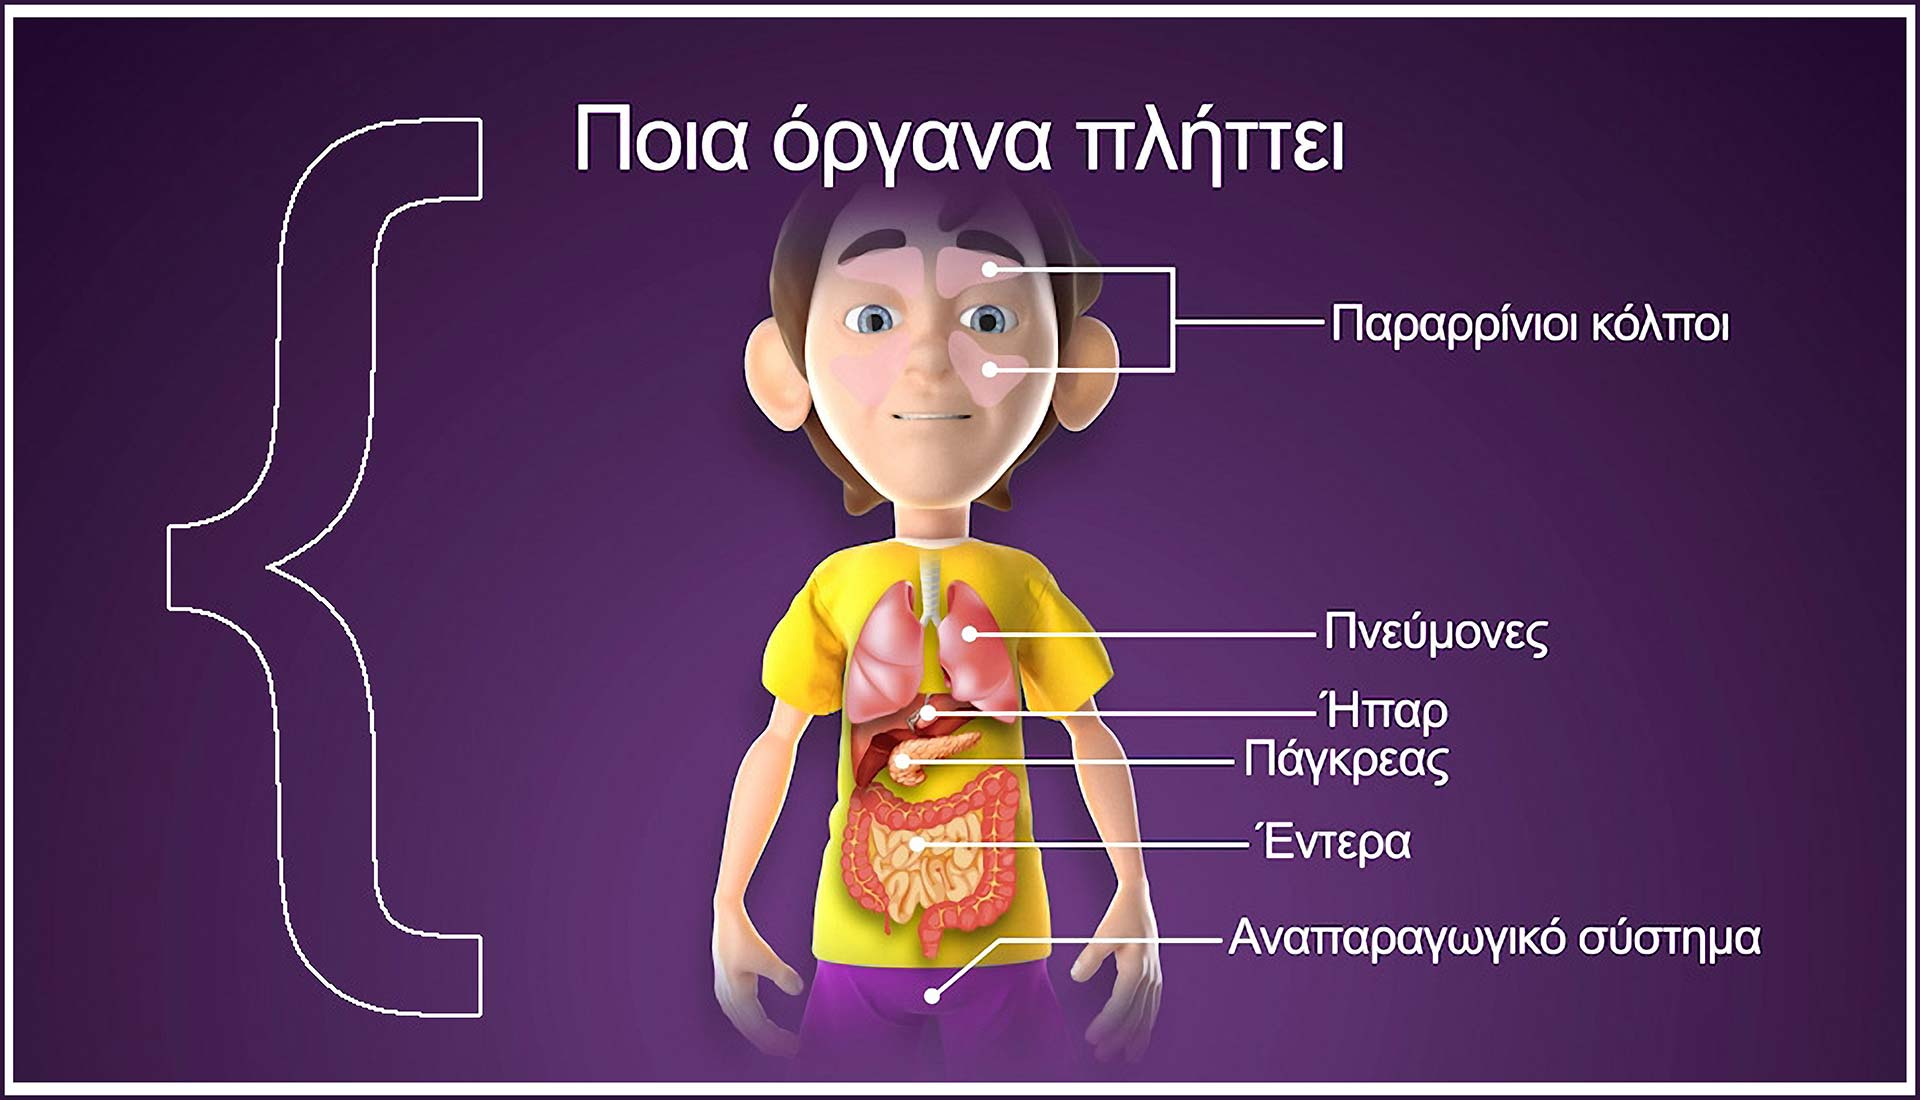 Ποια όργανα πλήττει
Παραρρίνιοι κόλποι
Πνεύμονες
Ήπαρ
Πάγκρεας
Έντερα
Αναπαραγωγικό σύστημα